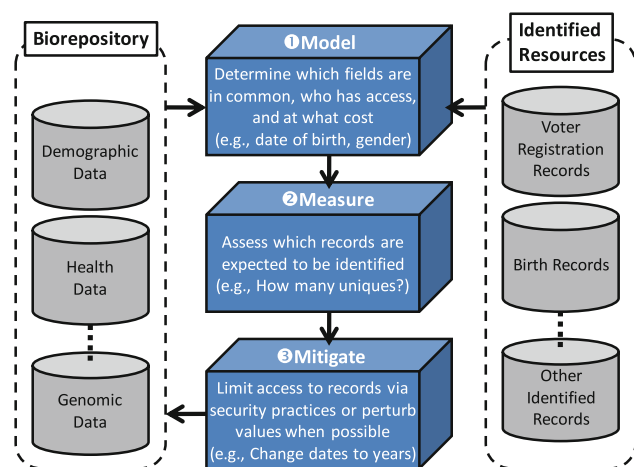 Biorepository
Demographic
Data
Health
Data
Genomic
Data
❶Model
Determine which fields are
in common, who has access,
and at what cost
(e.g., date of birth, gender)
❷Measure
Assess which records are
expected to be identified
(e.g., How many uniques?)
❸Mitigate
Limit access to records via
security practices or perturb
values when possible
(e.g., Change dates to years)
Identified
Resources
Voter
Registration
Records
Birth Records
Other
Identified
Records